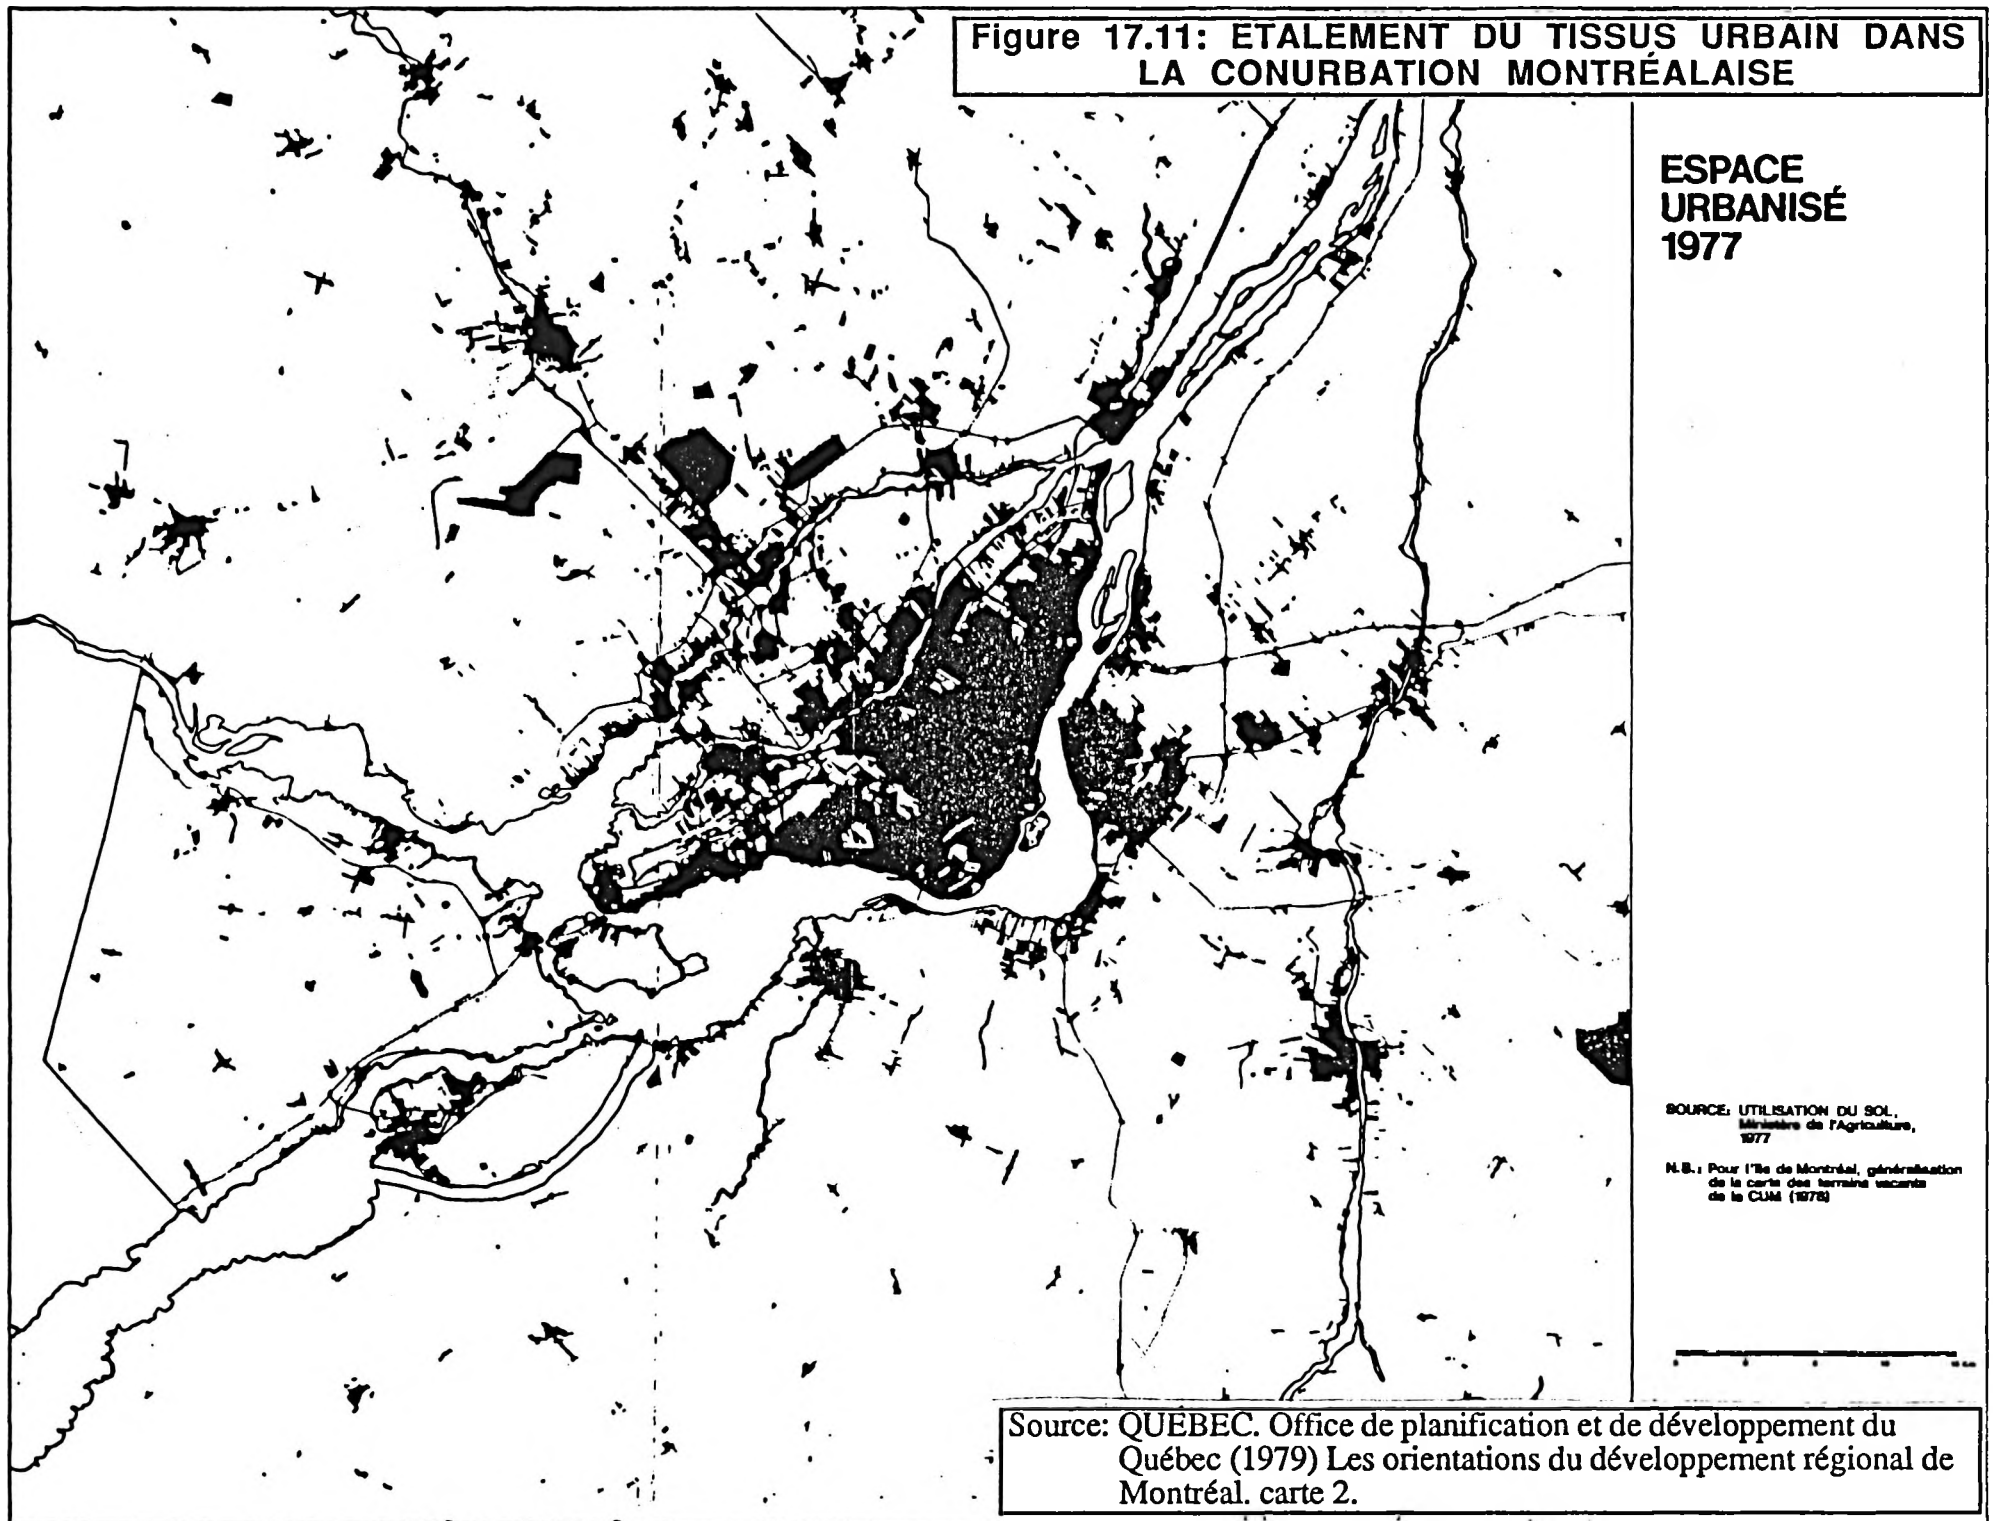 Figure 17.11: ETALEMENT DU TISSUS URBAIN DANS
LA CONURBATION MONTRÉALAISE
ESPACE
URBANISÉ
1977
SOURCE: UTILISATION DU SOL,
Ministère de l'Agriculture,
1977
N.B.: Pour l'île de Montréal, généralisation
de la carte des terrains vacants
de la CUM (1978)
Source: QUEBEC. Office de planification et de développement du
Québec (1979) Les orientations du développement régional de
Montréal. carte 2.